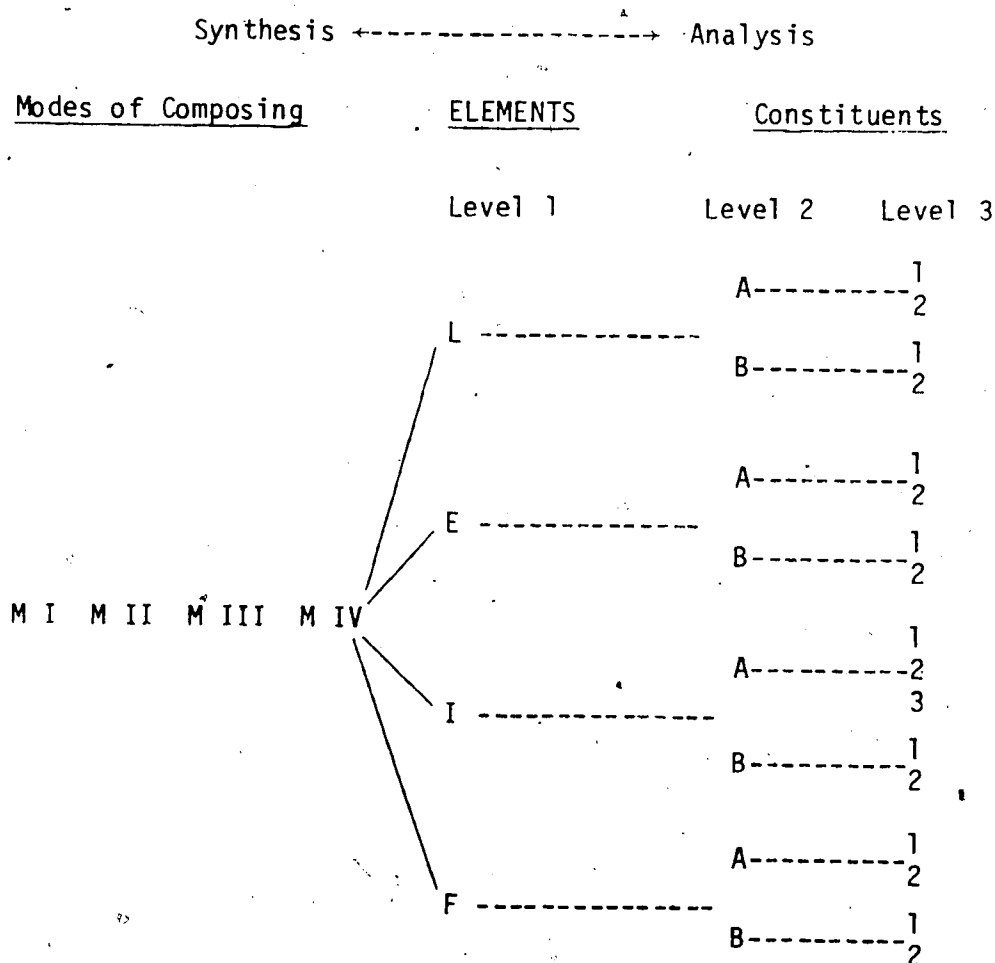 Synthesis ←--------------→ Analysis
Modes of Composing ELEMENTS Constituents
Level 1 Level 2 Level 3
A----------1
2
L -------------
B----------1
2
A----------1
2
E -------------
B----------1
2
M I M II M III M IV
1
A----------2
3
I --------------
B----------1
2
A----------1
2
F --------------
B----------1
2